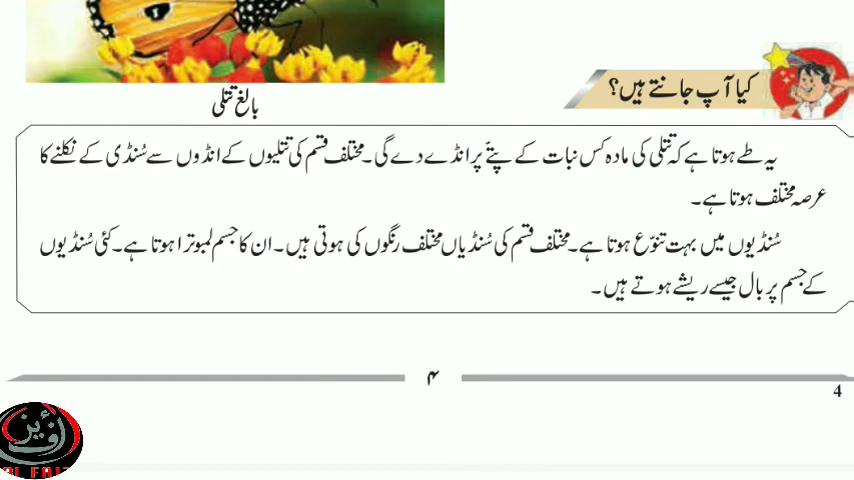 بالغ تتلی
کیا آپ جانتے ہیں؟
یہ طے ہوتا ہے کہ تتلی کی مادہ کس نبات کے پتّے پر انڈے دے گی۔ مختلف قسم کی تتلیوں کے انڈوں سے سُنڈی کے نکلنے کا
عرصہ مختلف ہوتا ہے۔
سُنڈیوں میں بہت تنوّع ہوتا ہے۔ مختلف قسم کی سُنڈیاں مختلف رنگوں کی ہوتی ہیں۔ ان کا جسم لمبوترا ہوتا ہے۔ کئی سُنڈیوں
کے جسم پر بال جیسے ریشے ہوتے ہیں۔
۴
4
AL FAIZ